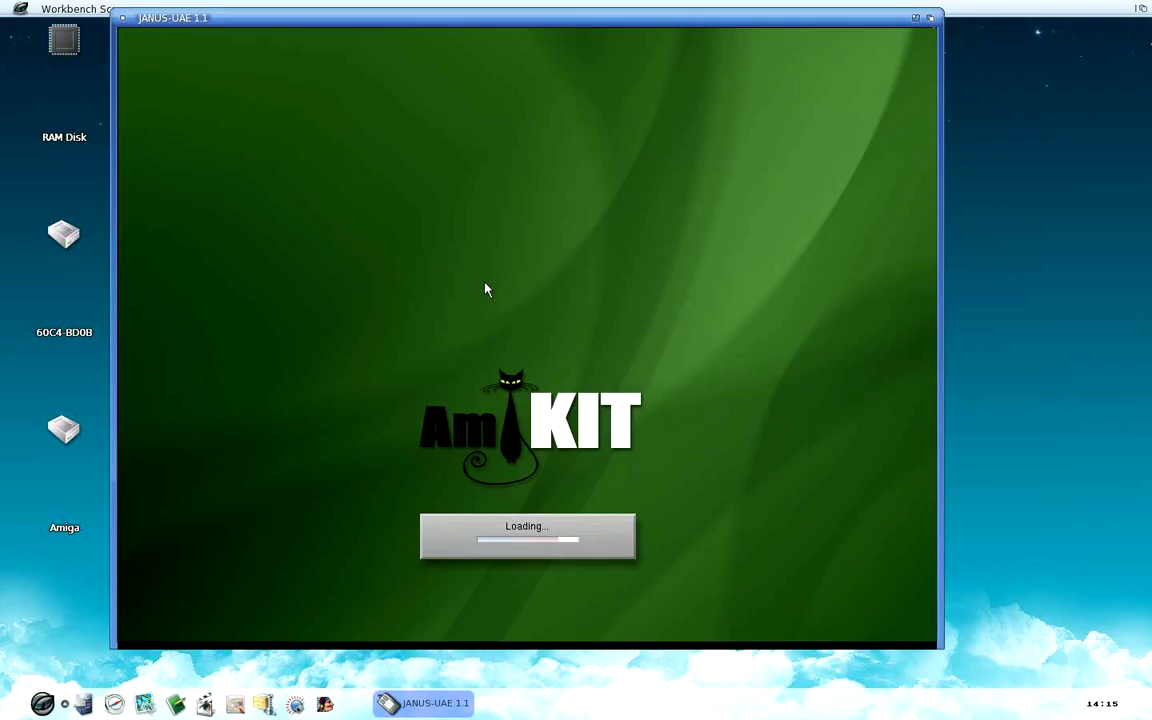 Workbench Sc
JANUS-UAE 1.1
RAM Disk
60C4-BD0B
Amiga
AmiKIT
Loading...
JANUS-UAE 1.1
14:15